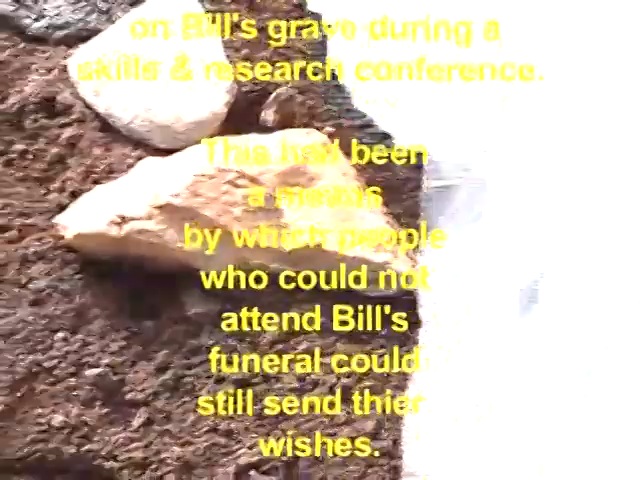 on Bill's grave during a
skills & research conference.
This had been
a means
by which people
who could not
attend Bill's
funeral could
still send thier
wishes.